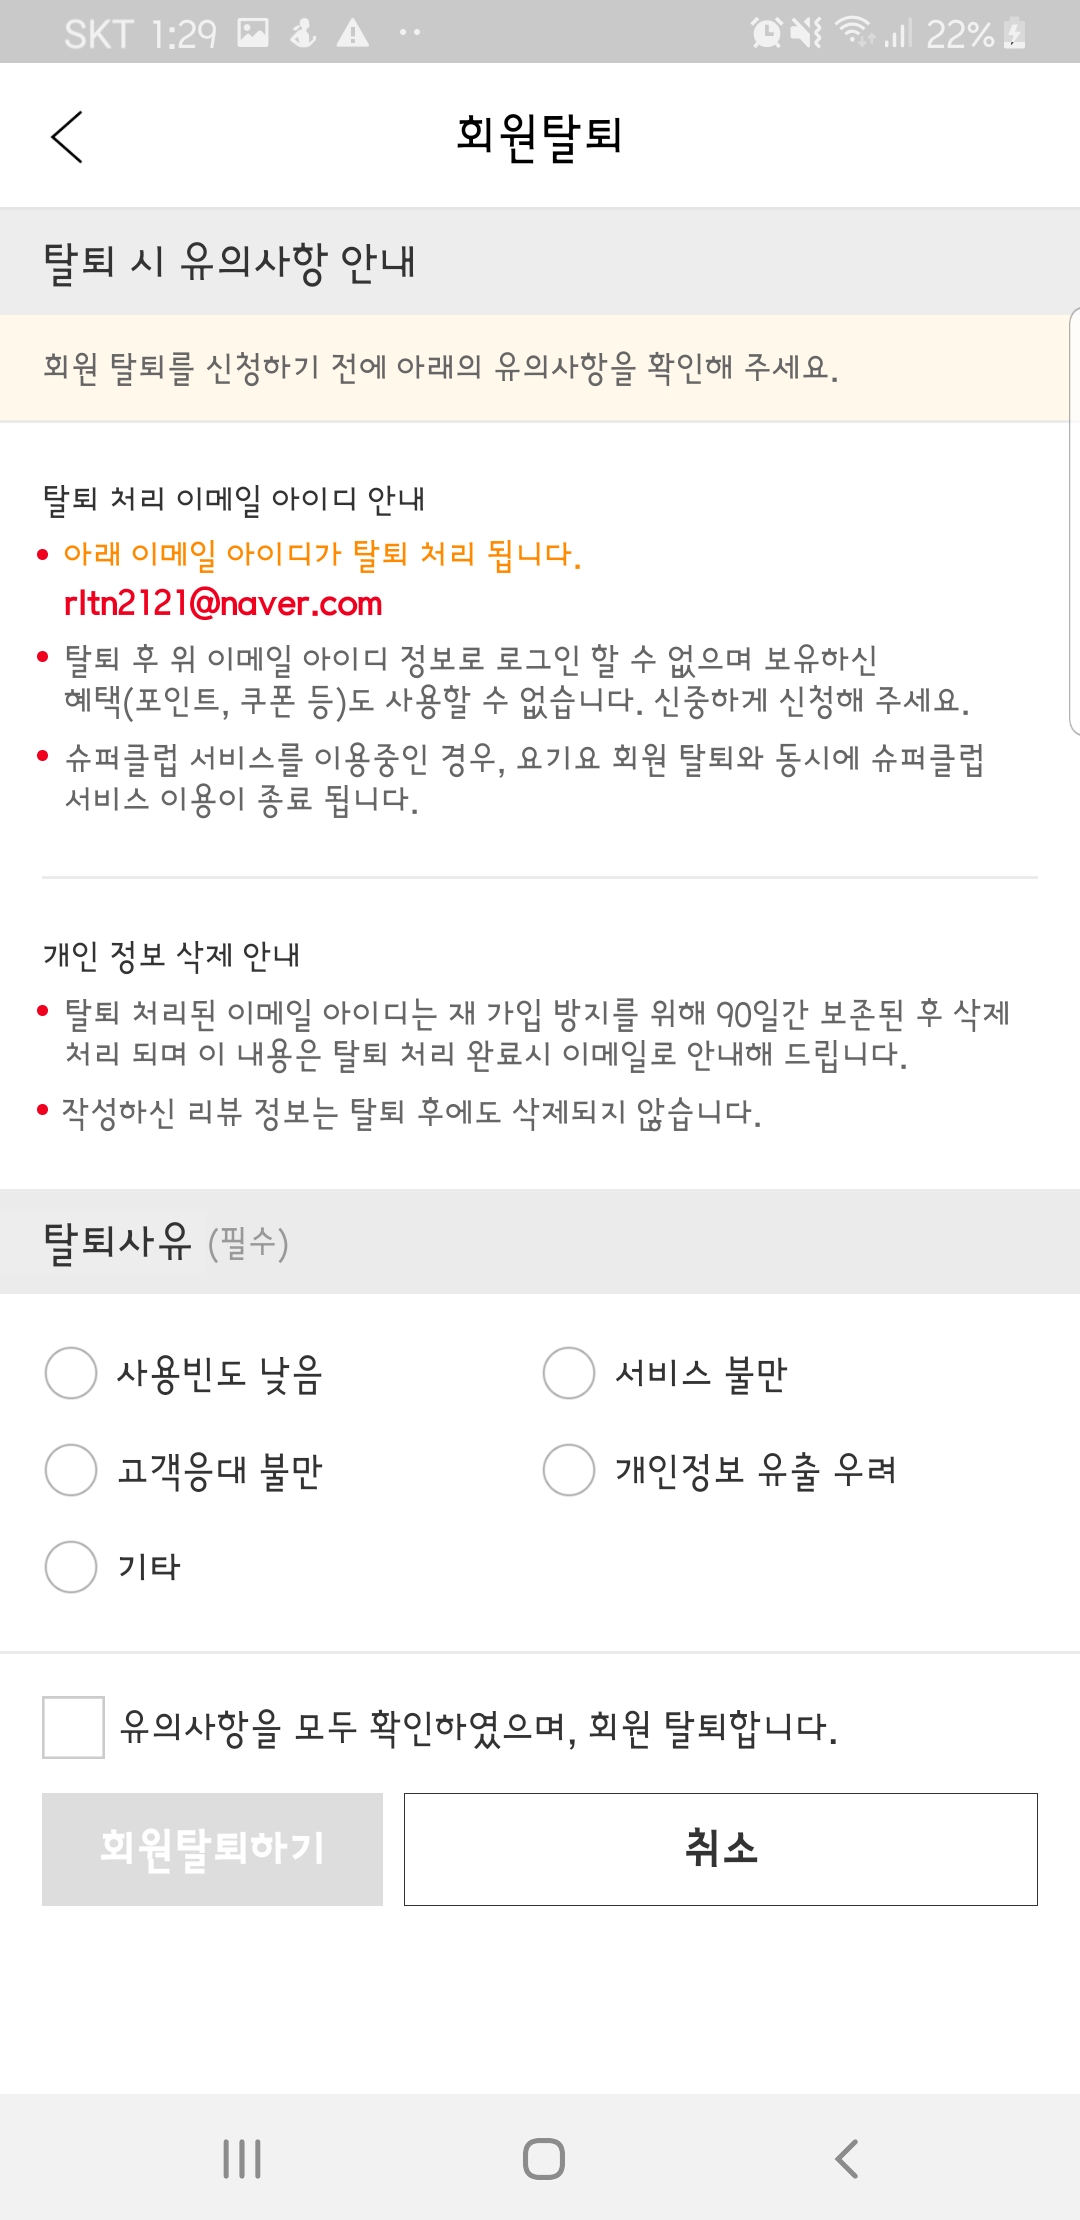 SKT 1:29
22%
회원탈퇴
탈퇴 시 유의사항 안내
회원 탈퇴를 신청하기 전에 아래의 유의사항을 확인해 주세요.
탈퇴 처리 이메일 아이디 안내
아래 이메일 아이디가 탈퇴 처리 됩니다.
rltn2121@naver.com
탈퇴 후 위 이메일 아이디 정보로 로그인 할 수 없으며 보유하신
혜택(포인트, 쿠폰 등)도 사용할 수 없습니다. 신중하게 신청해 주세요.
슈퍼클럽 서비스를 이용중인 경우, 요기요 회원 탈퇴와 동시에 슈퍼클럽
서비스 이용이 종료 됩니다.
개인 정보 삭제 안내
탈퇴 처리된 이메일 아이디는 재 가입 방지를 위해 90일간 보존된 후 삭제
처리 되며 이 내용은 탈퇴 처리 완료시 이메일로 안내해 드립니다.
작성하신 리뷰 정보는 탈퇴 후에도 삭제되지 않습니다.
탈퇴사유 (필수)
사용빈도 낮음
서비스 불만
고객응대 불만
개인정보 유출 우려
기타
유의사항을 모두 확인하였으며, 회원 탈퇴합니다.
회원탈퇴하기
취소